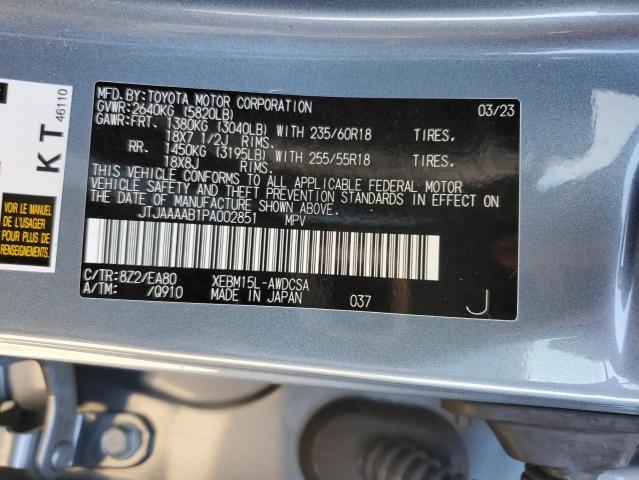 MFD. BY: TOYOTA MOTOR CORPORATION 03/23
GVWR: 2640KG (5820LB)
GAWR: FRT. 1380KG (3040LB) WITH 235/60R18 TIRES.
18X7 1/2J RIMS.
RR. 1450KG (3195LB) WITH 255/55R18 TIRES.
18X8J RIMS.
THIS VEHICLE CONFORMS TO ALL APPLICABLE FEDERAL MOTOR
VEHICLE SAFETY AND THEFT PREVENTION STANDARDS IN EFFECT ON
THE DATE OF MANUFACTURE SHOWN ABOVE.
JTJAAAAB1PA002851 MPV
C/TR: 8Z2/EA80 XEBM15L-AWDCSA
A/TM: /Q910 MADE IN JAPAN 037 J
KT
46110
VOIR LE MANUEL
DE L'USAGER
POUR PLUS DE